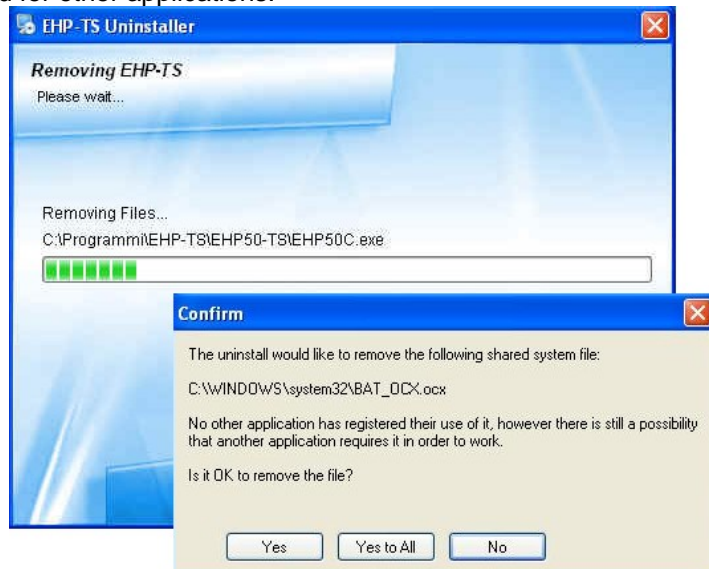 for other applications.
EHP-TS Uninstaller
Removing EHP-TS
Please wait...
Removing Files...
C:\Programmi\EHP-TS\EHP50-TS\EHP50C.exe
Confirm
The uninstall would like to remove the following shared system file:
C:\WINDOWS\system32\BAT_OCX.ocx
No other application has registered their use of it, however there is still a possibility
that another application requires it in order to work.
Is it OK to remove the file?
Yes Yes to All No